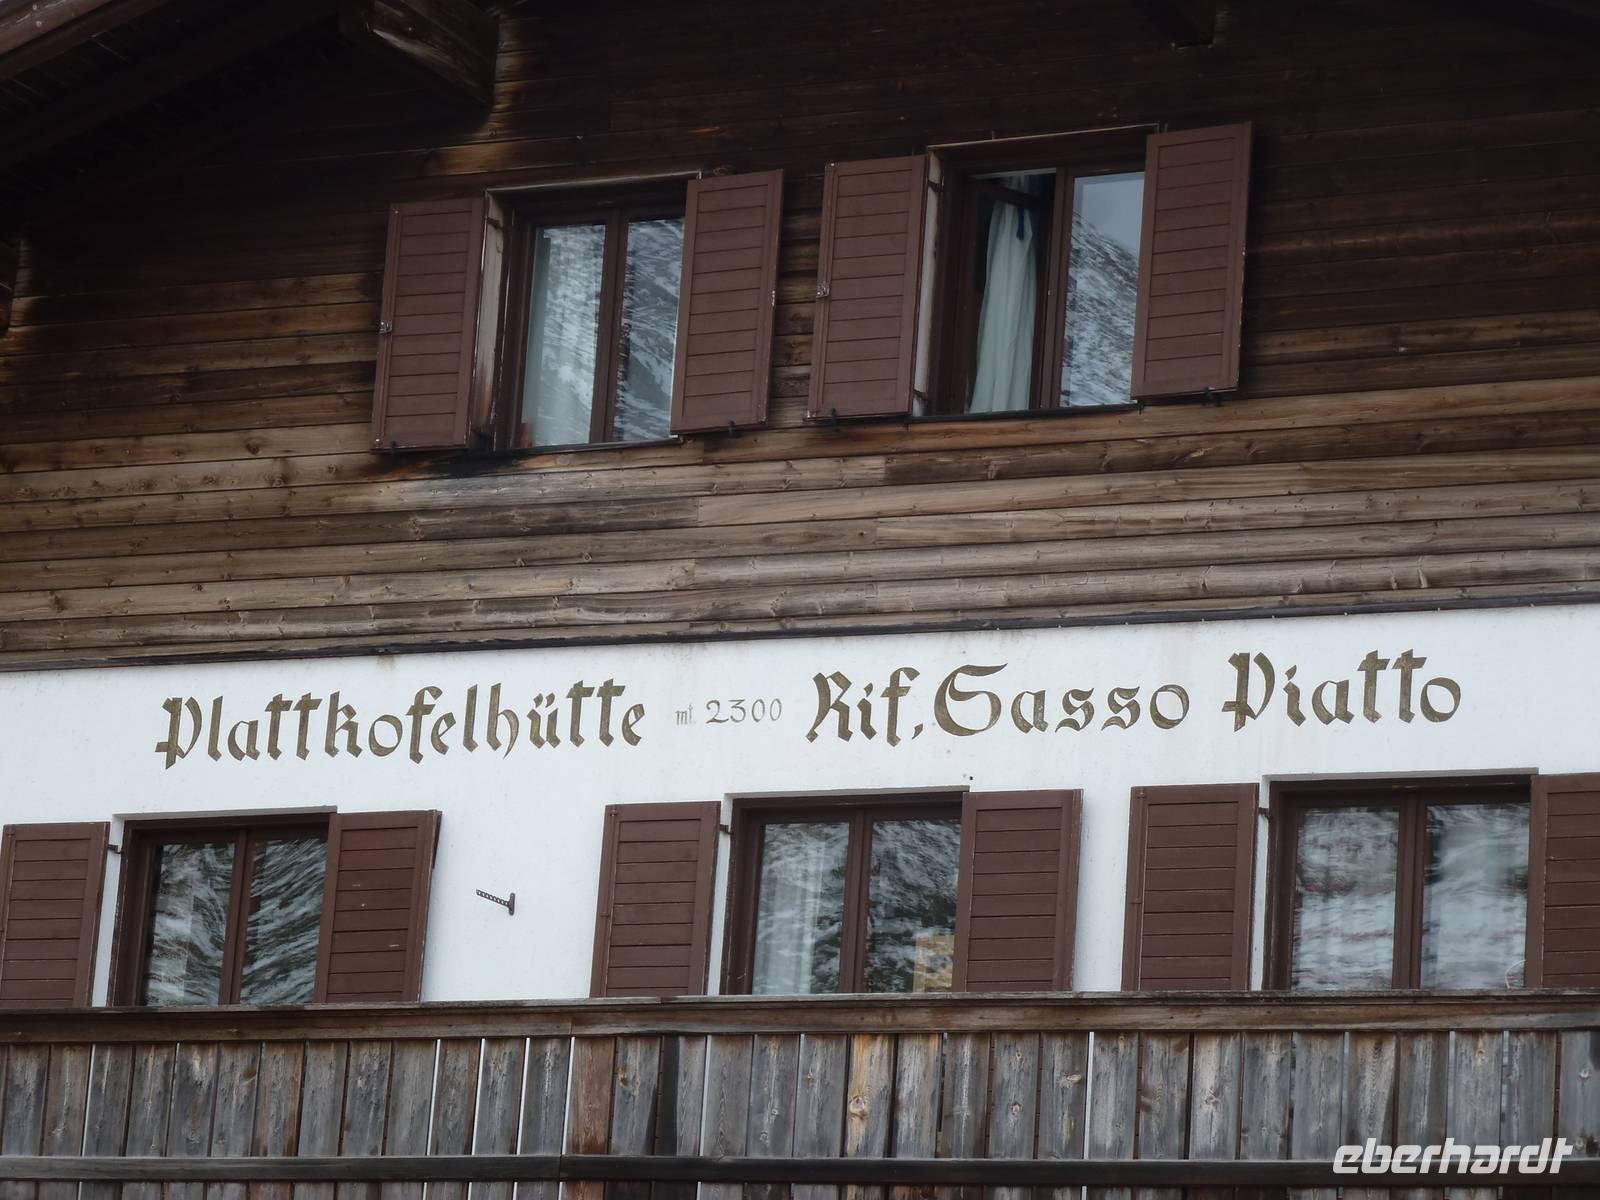 Plattkofelhütte mt. 2300 Rif. Sasso Piatto
eberhardt